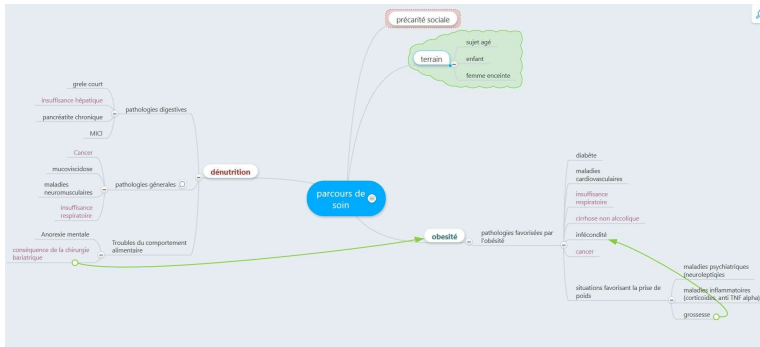 précarité sociale
terrain
sujet agé
enfant
femme enceinte
grele court
insuffisance hépatique
pancréatite chronique
MICI
pathologies digestives
Cancer
mucoviscidose
maladies
neuromusculaires
insuffisance
respiratoire
pathologies génerales
Anorexie mentale
conséquence de la chirurgie
bariatrique
Troubles du comportement
alimentaire
dénutrition
parcours de
soin
obesité
pathologies favorisées par
l'obésité
diabète
maladies
cardiovasculaires
insuffisance
respiratoire
cirrhose non alccolique
infécondité
cancer
situations favorisant la prise de
poids
maladies psychiatriques
(neuroleptiqies
maladies inflammatoires
(corticoides, anti TNF alpha)
grossesse